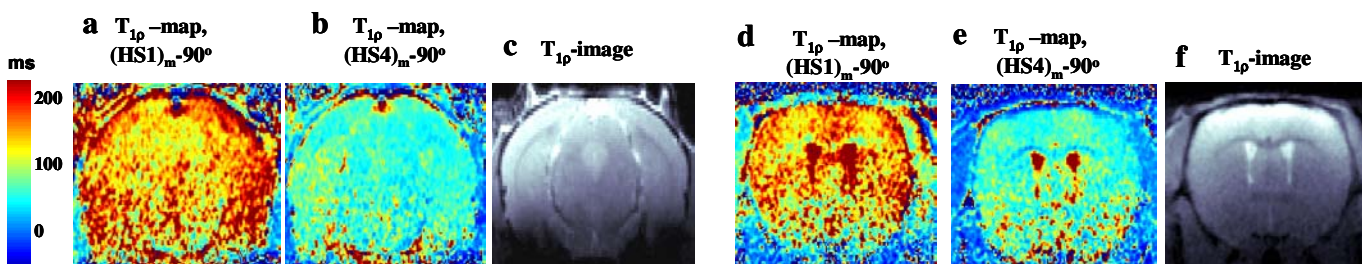 a T₁ρ –map,
(HS1)ₘ-90º
b T₁ρ –map,
(HS4)ₘ-90º
c T₁ρ-image
d T₁ρ –map,
(HS1)ₘ-90º
e T₁ρ –map,
(HS4)ₘ-90º
f T₁ρ-image
ms
200
100
0